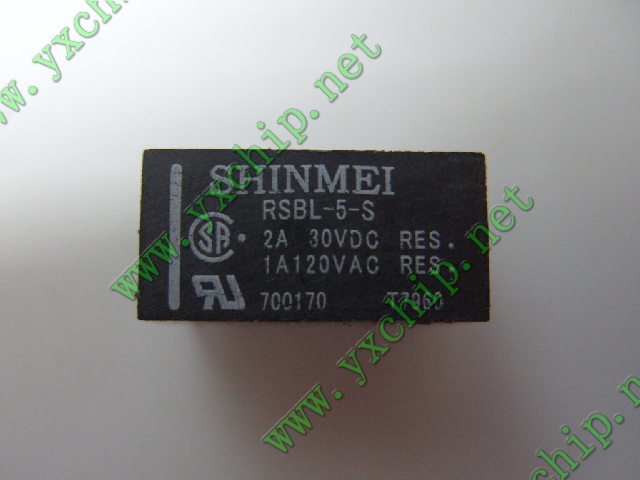 SHINMEI
RSBL-5-S
2A 30VDC RES.
1A120VAC RES
700170
www.yxchip.net
www.yxchip.net
www.yxchip.net